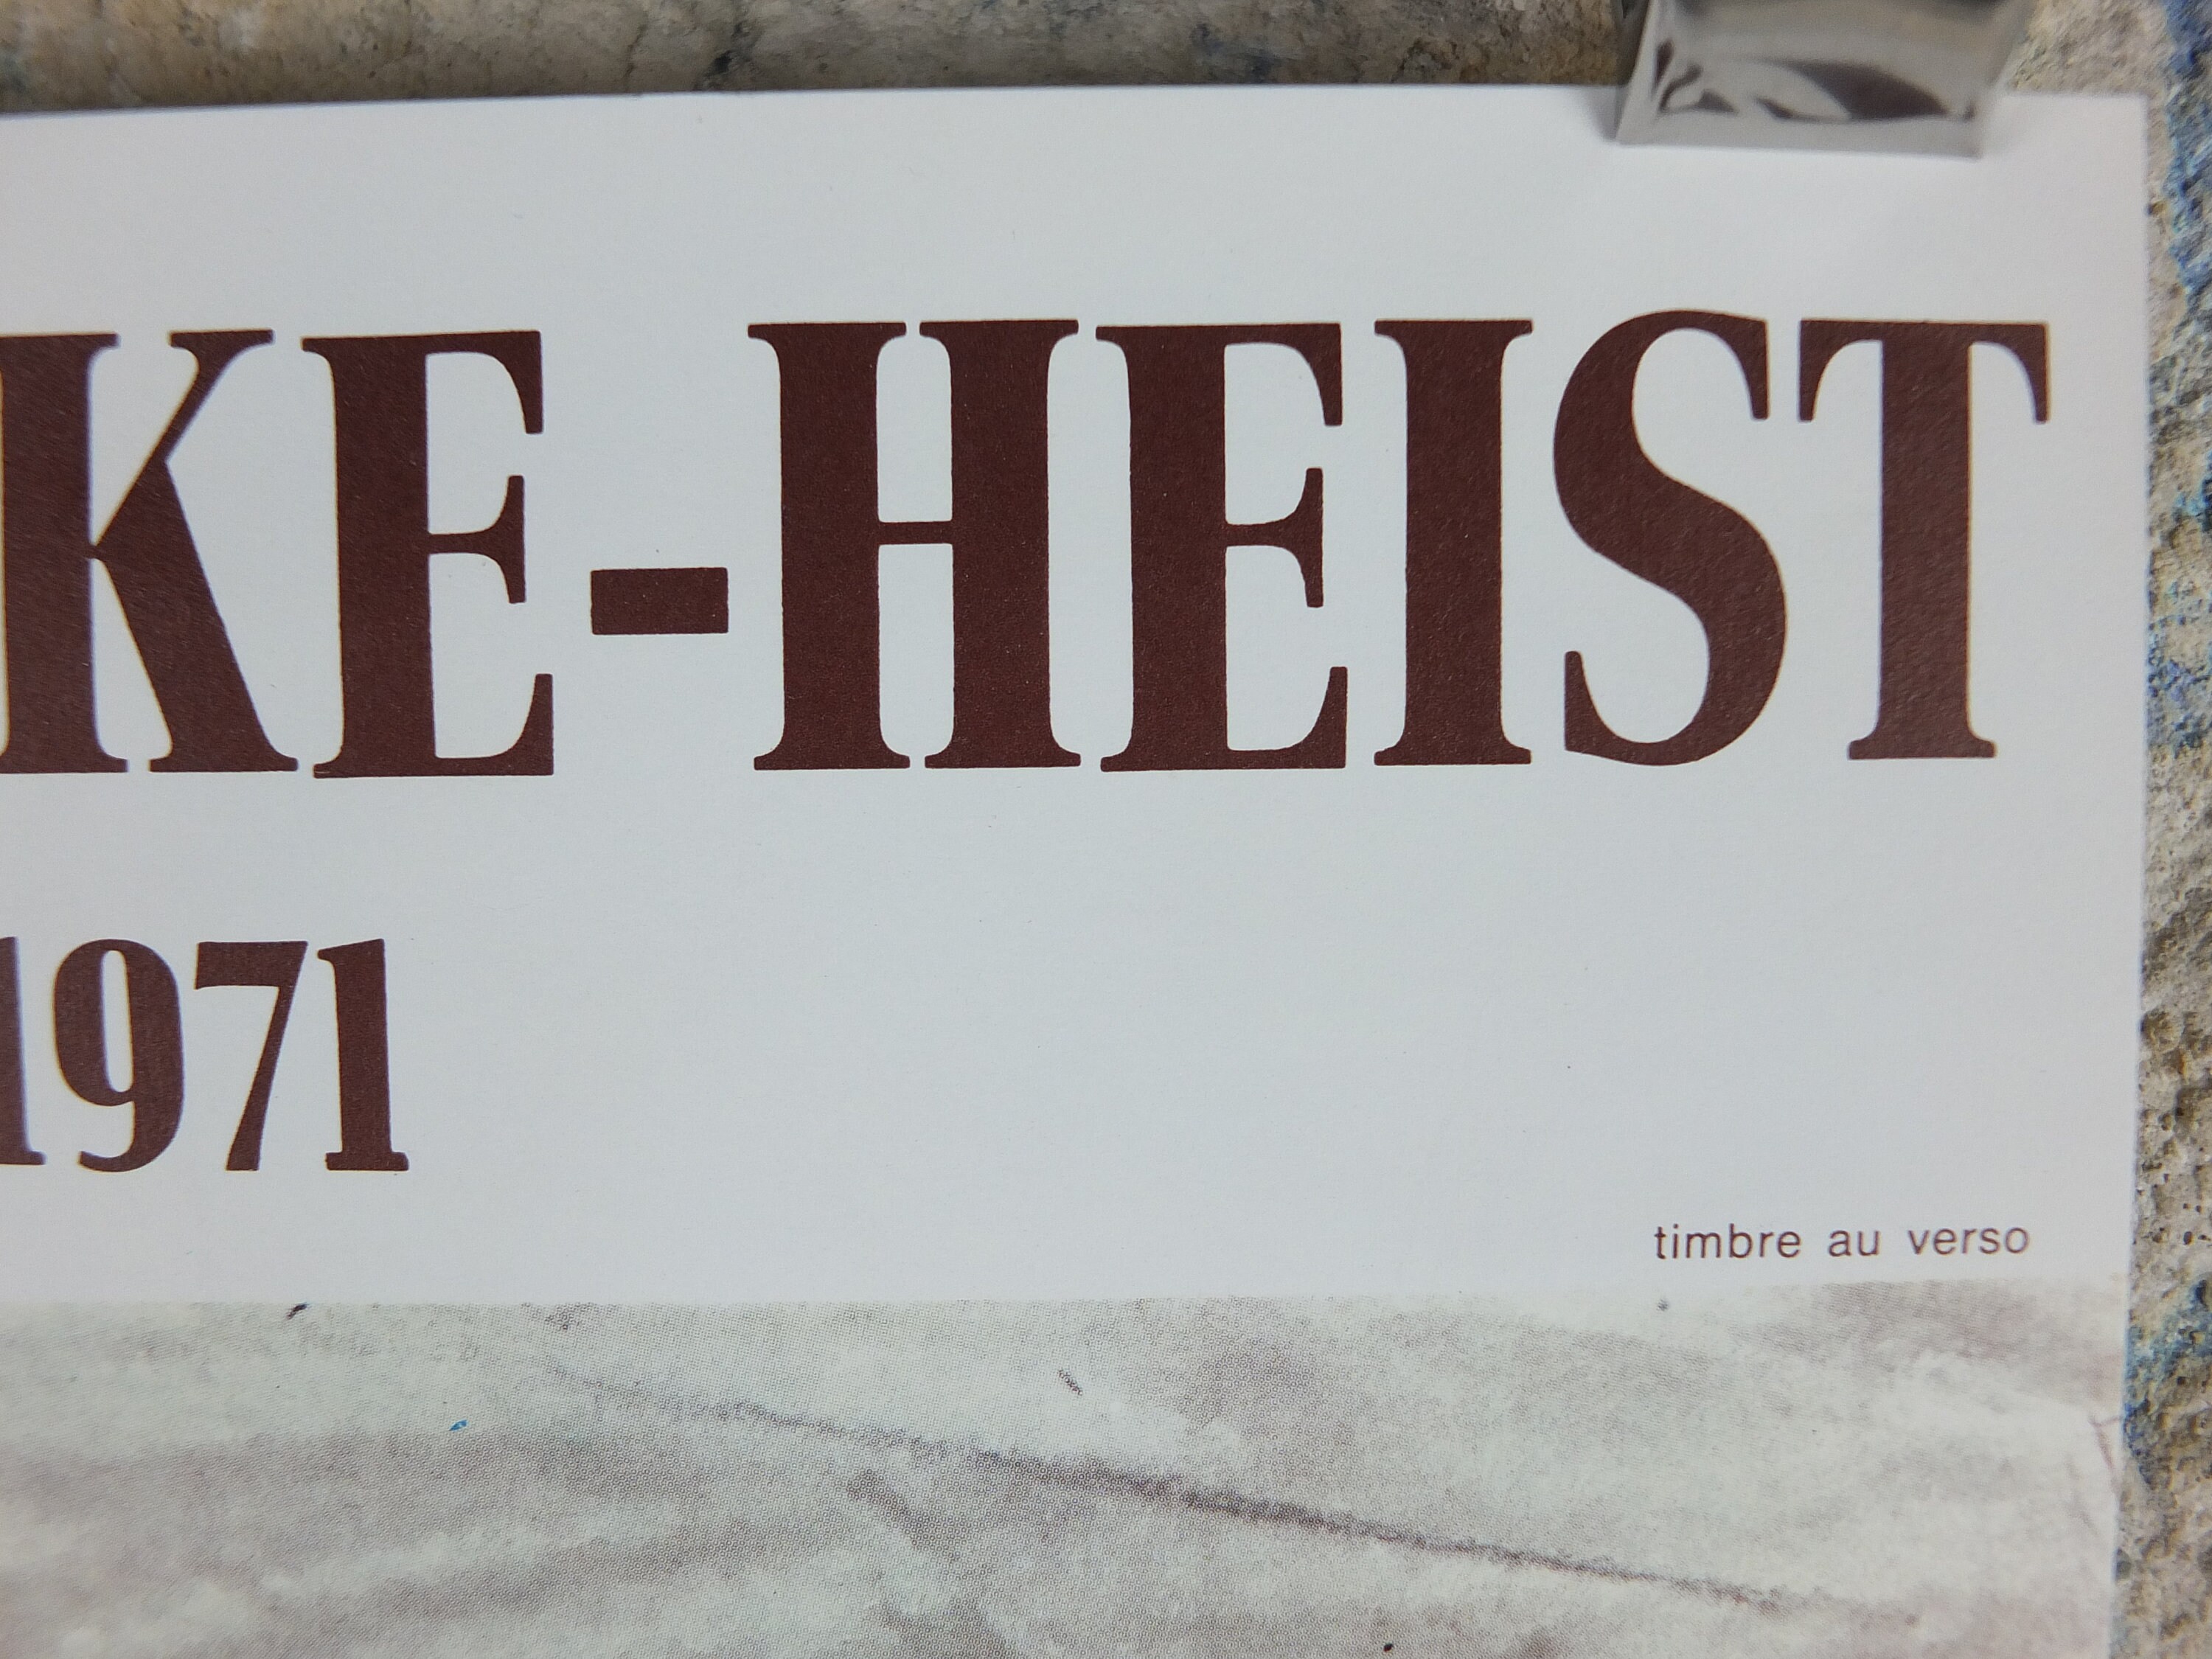 KE-HEIST
1971
timbre au verso